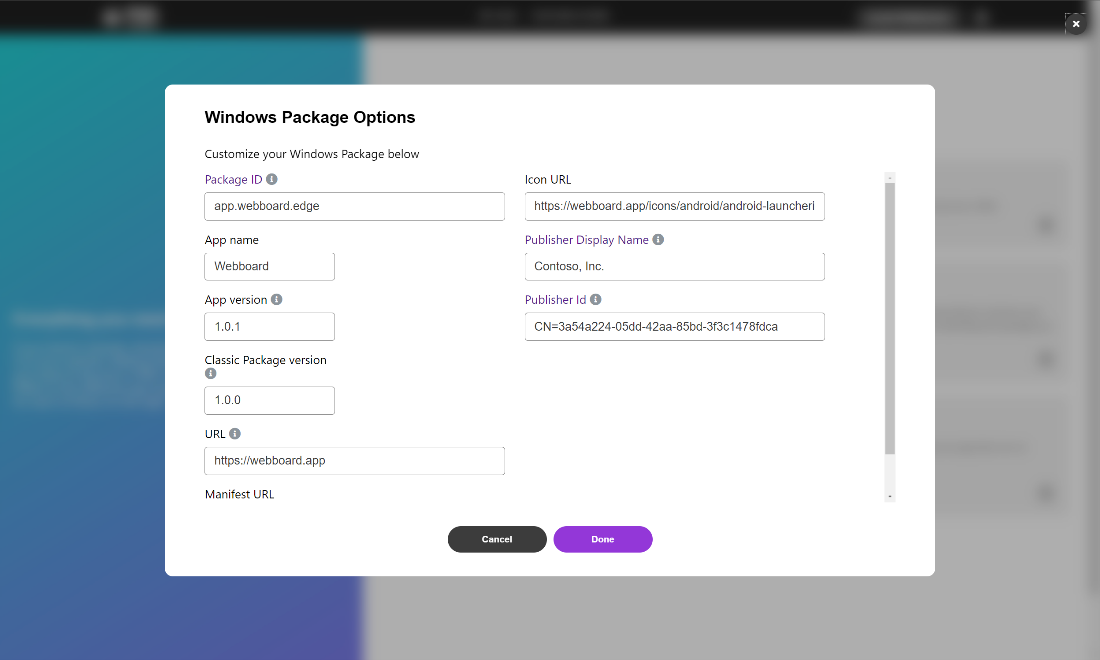 Windows Package Options
Customize your Windows Package below
Package ID
app.webboard.edge
App name
Webboard
App version
1.0.1
Classic Package version
1.0.0
URL
https://webboard.app
Manifest URL
Icon URL
https://webboard.app/icons/android/android-launcheri
Publisher Display Name
Contoso, Inc.
Publisher Id
CN=3a54a224-05dd-42aa-85bd-3f3c1478fdca
Cancel
Done